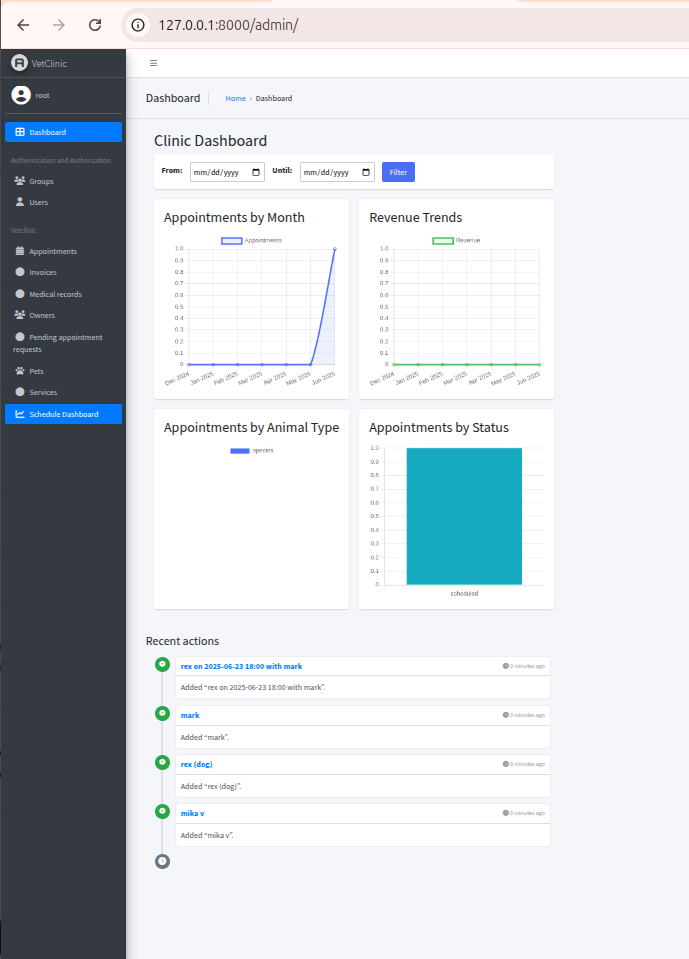 127.0.0.1:8000/admin/
VetClinic
root
Dashboard
Authentication and Authorization
Groups
Users
Vetclinic
Appointments
Invoices
Medical records
Owners
Pending appointment
requests
Pets
Services
Schedule Dashboard
Dashboard
Home › Dashboard
Clinic Dashboard
From: mm/dd/yyyy Until: mm/dd/yyyy Filter
Appointments by Month
Appointments
1.0
0.9
0.8
0.7
0.6
0.5
0.4
0.3
0.2
0.1
0
Dec 2024 Jan 2025 Feb 2025 Mar 2025 Apr 2025 May 2025 Jun 2025
Revenue Trends
Revenue
1.0
0.9
0.8
0.7
0.6
0.5
0.4
0.3
0.2
0.1
0
Dec 2024 Jan 2025 Feb 2025 Mar 2025 Apr 2025 May 2025 Jun 2025
Appointments by Animal Type
species
Appointments by Status
1.0
0.9
0.8
0.7
0.6
0.5
0.4
0.3
0.2
0.1
0
scheduled
Recent actions
rex on 2025-06-23 18:00 with mark 0 minutes ago
Added “rex on 2025-06-23 18:00 with mark”.
mark 0 minutes ago
Added “mark”.
rex (dog) 0 minutes ago
Added “rex (dog)”.
mika v 0 minutes ago
Added “mika v”.